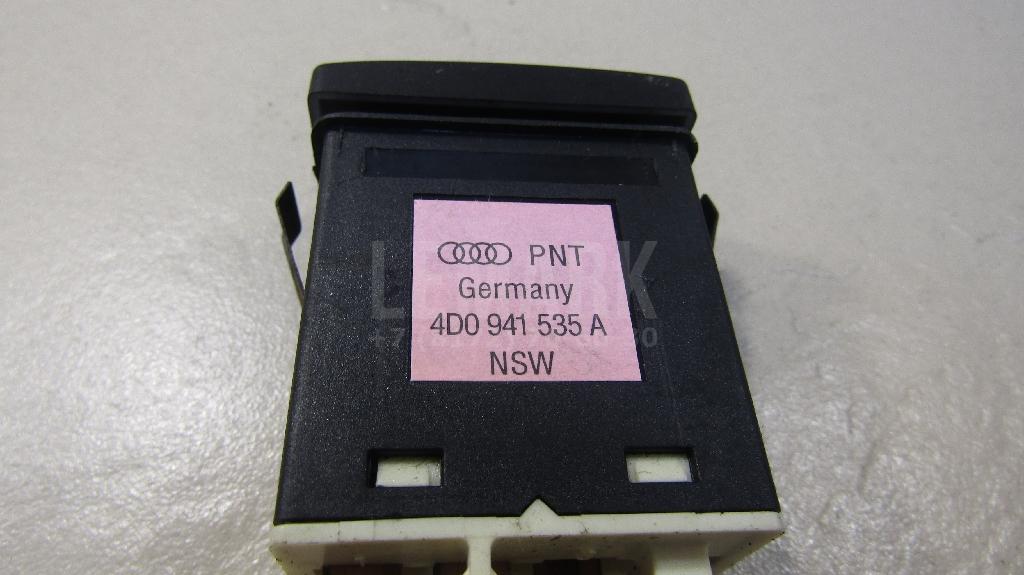 PNT
Germany
4D0 941 535 A
NSW